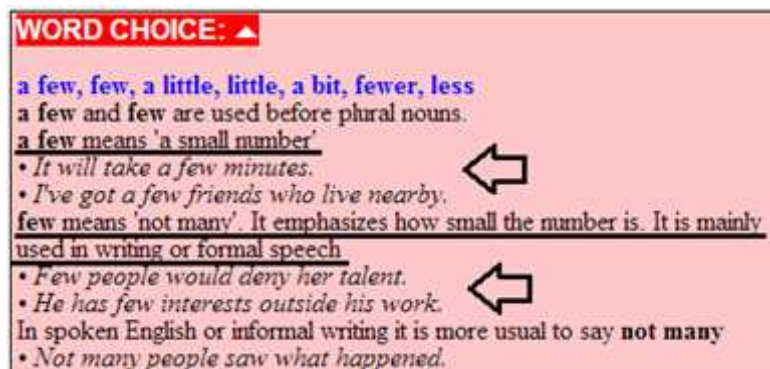 WORD CHOICE: ▲
a few, few, a little, little, a bit, fewer, less
a few and few are used before plural nouns.
a few means 'a small number'
• It will take a few minutes.
• I've got a few friends who live nearby.
few means 'not many'. It emphasizes how small the number is. It is mainly
used in writing or formal speech
• Few people would deny her talent.
• He has few interests outside his work.
In spoken English or informal writing it is more usual to say not many
• Not many people saw what happened.